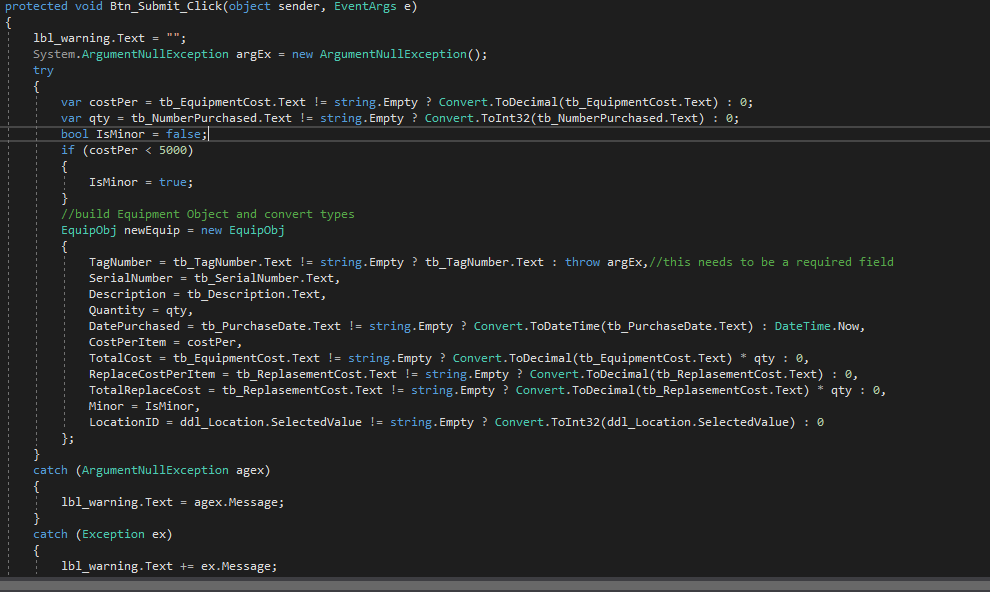 protected void Btn_Submit_Click(object sender, EventArgs e)
{
lbl_warning.Text = "";
System.ArgumentNullException argEx = new ArgumentNullException();
try
{
var costPer = tb_EquipmentCost.Text != string.Empty ? Convert.ToDecimal(tb_EquipmentCost.Text) : 0;
var qty = tb_NumberPurchased.Text != string.Empty ? Convert.ToInt32(tb_NumberPurchased.Text) : 0;
bool IsMinor = false;
if (costPer < 5000)
{
IsMinor = true;
}
//build Equipment Object and convert types
EquipObj newEquip = new EquipObj
{
TagNumber = tb_TagNumber.Text != string.Empty ? tb_TagNumber.Text : throw argEx,//this needs to be a required field
SerialNumber = tb_SerialNumber.Text,
Description = tb_Description.Text,
Quantity = qty,
DatePurchased = tb_PurchaseDate.Text != string.Empty ? Convert.ToDateTime(tb_PurchaseDate.Text) : DateTime.Now,
CostPerItem = costPer,
TotalCost = tb_EquipmentCost.Text != string.Empty ? Convert.ToDecimal(tb_EquipmentCost.Text) * qty : 0,
ReplaceCostPerItem = tb_ReplasementCost.Text != string.Empty ? Convert.ToDecimal(tb_ReplasementCost.Text) : 0,
TotalReplaceCost = tb_ReplasementCost.Text != string.Empty ? Convert.ToDecimal(tb_ReplasementCost.Text) * qty : 0,
Minor = IsMinor,
LocationID = ddl_Location.SelectedValue != string.Empty ? Convert.ToInt32(ddl_Location.SelectedValue) : 0
};
}
catch (ArgumentNullException agex)
{
lbl_warning.Text = agex.Message;
}
catch (Exception ex)
{
lbl_warning.Text += ex.Message;